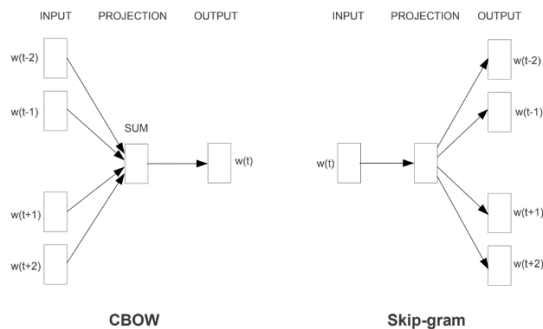 INPUT PROJECTION OUTPUT
w(t-2)
w(t-1)
SUM
w(t)
w(t+1)
w(t+2)
CBOW
INPUT PROJECTION OUTPUT
w(t-2)
w(t-1)
w(t)
w(t+1)
w(t+2)
Skip-gram